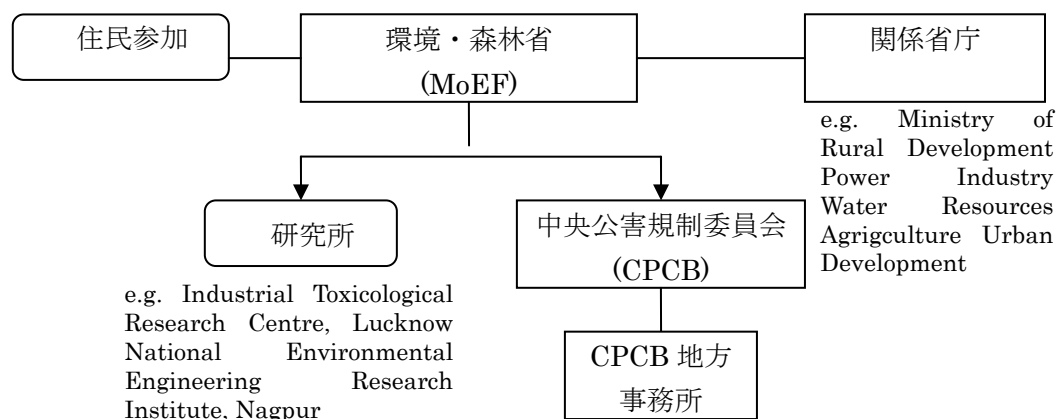 住民参加
環境・森林省
(MoEF)
関係省庁
e.g. Ministry of
Rural Development
Power Industry
Water Resources
Agrigculture Urban
Development
研究所
e.g. Industrial Toxicological
Research Centre, Lucknow
National Environmental
Engineering Research
Institute, Nagpur
中央公害規制委員会
(CPCB)
CPCB 地方
事務所